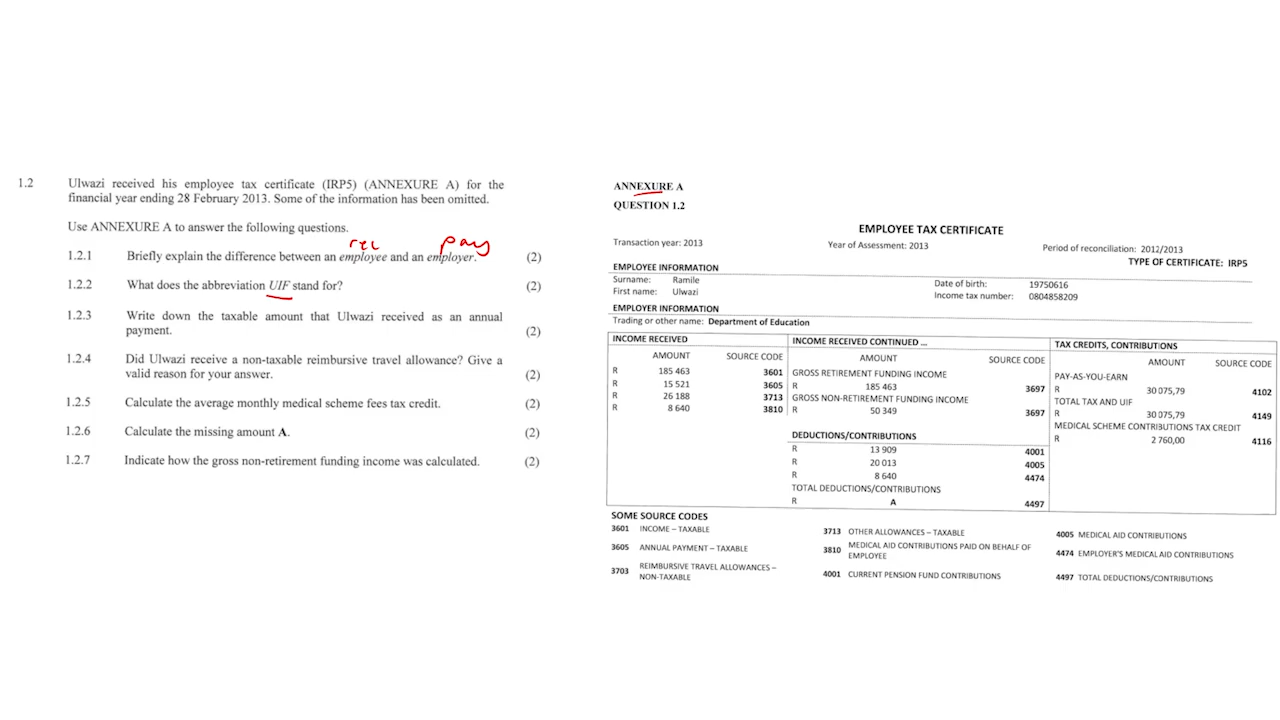 1.2 Ulwazi received his employee tax certificate (IRP5) (ANNEXURE A) for the
financial year ending 28 February 2013. Some of the information has been omitted.
Use ANNEXURE A to answer the following questions.
rec pay
1.2.1 Briefly explain the difference between an employee and an employer. (2)
1.2.2 What does the abbreviation UIF stand for? (2)
1.2.3 Write down the taxable amount that Ulwazi received as an annual
payment. (2)
1.2.4 Did Ulwazi receive a non-taxable reimbursive travel allowance? Give a
valid reason for your answer. (2)
1.2.5 Calculate the average monthly medical scheme fees tax credit. (2)
1.2.6 Calculate the missing amount A. (2)
1.2.7 Indicate how the gross non-retirement funding income was calculated. (2)
ANNEXURE A
QUESTION 1.2
EMPLOYEE TAX CERTIFICATE
Transaction year: 2013 Year of Assessment: 2013 Period of reconciliation: 2012/2013
TYPE OF CERTIFICATE: IRP5
EMPLOYEE INFORMATION
Surname: Ramile Date of birth: 19750616
First name: Ulwazi Income tax number: 0804858209
EMPLOYER INFORMATION
Trading or other name: Department of Education
INCOME RECEIVED
AMOUNT SOURCE CODE
R 185 463 3601
R 15 521 3605
R 26 188 3713
R 8 640 3810
INCOME RECEIVED CONTINUED ...
AMOUNT SOURCE CODE
GROSS RETIREMENT FUNDING INCOME
R 185 463 3697
GROSS NON-RETIREMENT FUNDING INCOME
R 50 349 3697
DEDUCTIONS/CONTRIBUTIONS
R 13 909 4001
R 20 013 4005
R 8 640 4474
TOTAL DEDUCTIONS/CONTRIBUTIONS
R A 4497
TAX CREDITS, CONTRIBUTIONS
AMOUNT SOURCE CODE
PAY-AS-YOU-EARN
R 30 075,79 4102
TOTAL TAX AND UIF
R 30 075,79 4149
MEDICAL SCHEME CONTRIBUTIONS TAX CREDIT
R 2 760,00 4116
SOME SOURCE CODES
3601 INCOME – TAXABLE
3605 ANNUAL PAYMENT – TAXABLE
3703 REIMBURSIVE TRAVEL ALLOWANCES –
NON-TAXABLE
3713 OTHER ALLOWANCES – TAXABLE
3810 MEDICAL AID CONTRIBUTIONS PAID ON BEHALF OF
EMPLOYEE
4001 CURRENT PENSION FUND CONTRIBUTIONS
4005 MEDICAL AID CONTRIBUTIONS
4474 EMPLOYER'S MEDICAL AID CONTRIBUTIONS
4497 TOTAL DEDUCTIONS/CONTRIBUTIONS